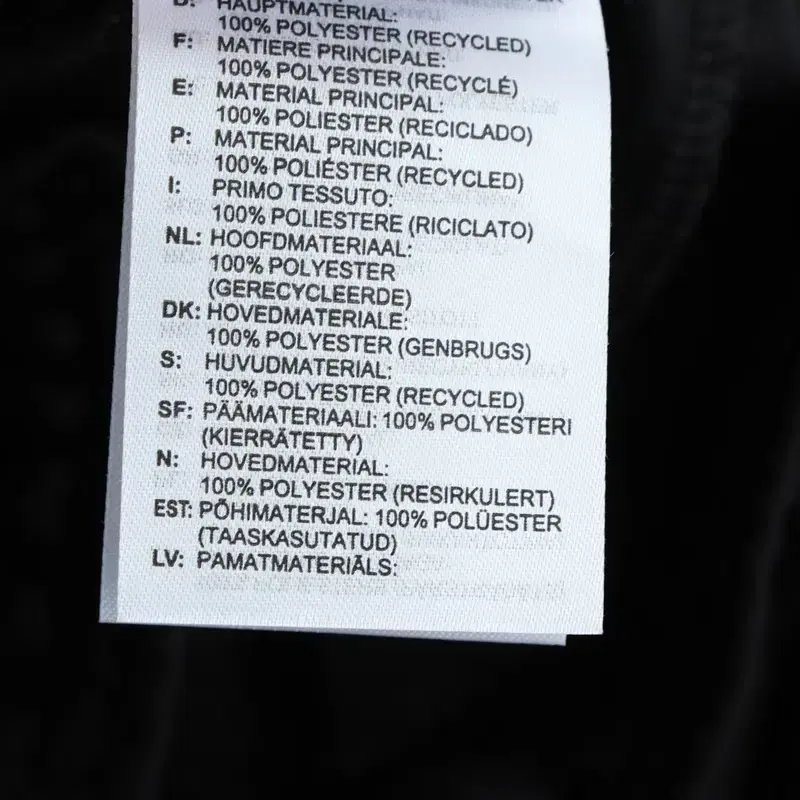 D: HAUPTMATERIAL:
100% POLYESTER (RECYCLED)
F: MATIERE PRINCIPALE:
100% POLYESTER (RECYCLÉ)
E: MATERIAL PRINCIPAL:
100% POLIESTER (RECICLADO)
P: MATERIAL PRINCIPAL:
100% POLIÉSTER (RECYCLED)
I: PRIMO TESSUTO:
100% POLIESTERE (RICICLATO)
NL: HOOFDMATERIAAL:
100% POLYESTER
(GERECYCLEERDE)
DK: HOVEDMATERIALE:
100% POLYESTER (GENBRUGS)
S: HUVUDMATERIAL:
100% POLYESTER (RECYCLED)
SF: PÄÄMATERIAALI: 100% POLYESTERI
(KIERRÄTETTY)
N: HOVEDMATERIAL:
100% POLYESTER (RESIRKULERT)
EST: PÕHIMATERJAL: 100% POLÜESTER
(TAASKASUTATUD)
LV: PAMATMATERIĀLS: